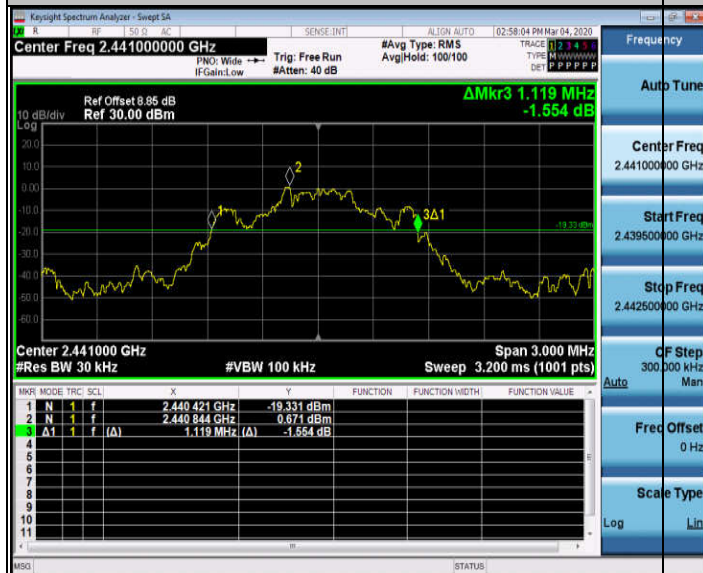 Keysight Spectrum Analyzer - Swept SA
LXI R RF 50 Ω AC SENSE:INT ALIGN AUTO 02:58:04 PM Mar 04, 2020
Center Freq 2.441000000 GHz
PNO: Wide
IFGain:Low
Trig: Free Run
#Atten: 40 dB
#Avg Type: RMS
Avg|Hold: 100/100
TRACE 1 2 3 4 5 6
TYPE M W W W W W
DET P P P P P P
Frequency
Auto Tune
Center Freq
2.441000000 GHz
Start Freq
2.439500000 GHz
Stop Freq
2.442500000 GHz
CF Step
300.000 kHz
Auto Man
Freq Offset
0 Hz
Scale Type
Log Lin
ΔMkr3 1.119 MHz
-1.554 dB
Ref Offset 8.85 dB
10 dB/div Ref 30.00 dBm
Log
20.0
10.0
0.00
-10.0
-20.0
-30.0
-50.0
-60.0
1
2
3Δ1
-19.33 dBm
Center 2.441000 GHz Span 3.000 MHz
#Res BW 30 kHz #VBW 100 kHz Sweep 3.200 ms (1001 pts)
MKR MODE TRC SCL X Y FUNCTION FUNCTION WIDTH FUNCTION VALUE
1 N 1 f 2.440 421 GHz -19.331 dBm
2 N 1 f 2.440 844 GHz 0.671 dBm
3 Δ1 1 f (Δ) 1.119 MHz (Δ) -1.554 dB
4
5
6
7
8
9
10
11
MSG STATUS